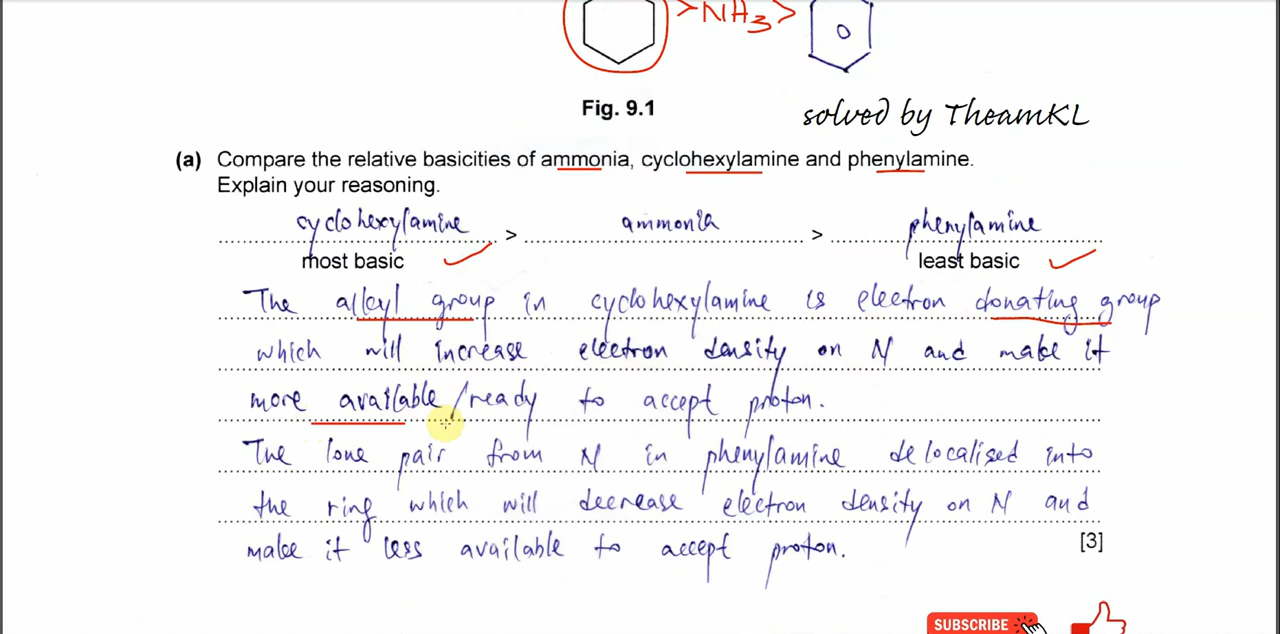 >NH3>
Fig. 9.1
solved by TheamKL
(a) Compare the relative basicities of ammonia, cyclohexylamine and phenylamine.
Explain your reasoning.
cyclohexylamine > ammonia > phenylamine
most basic least basic
The alkyl group in cyclohexylamine is electron donating group
which will increase electron density on N and make it
more available/ready to accept proton.
The lone pair from N in phenylamine delocalised into
the ring which will decrease electron density on N and
make it less available to accept proton.
[3]
SUBSCRIBE